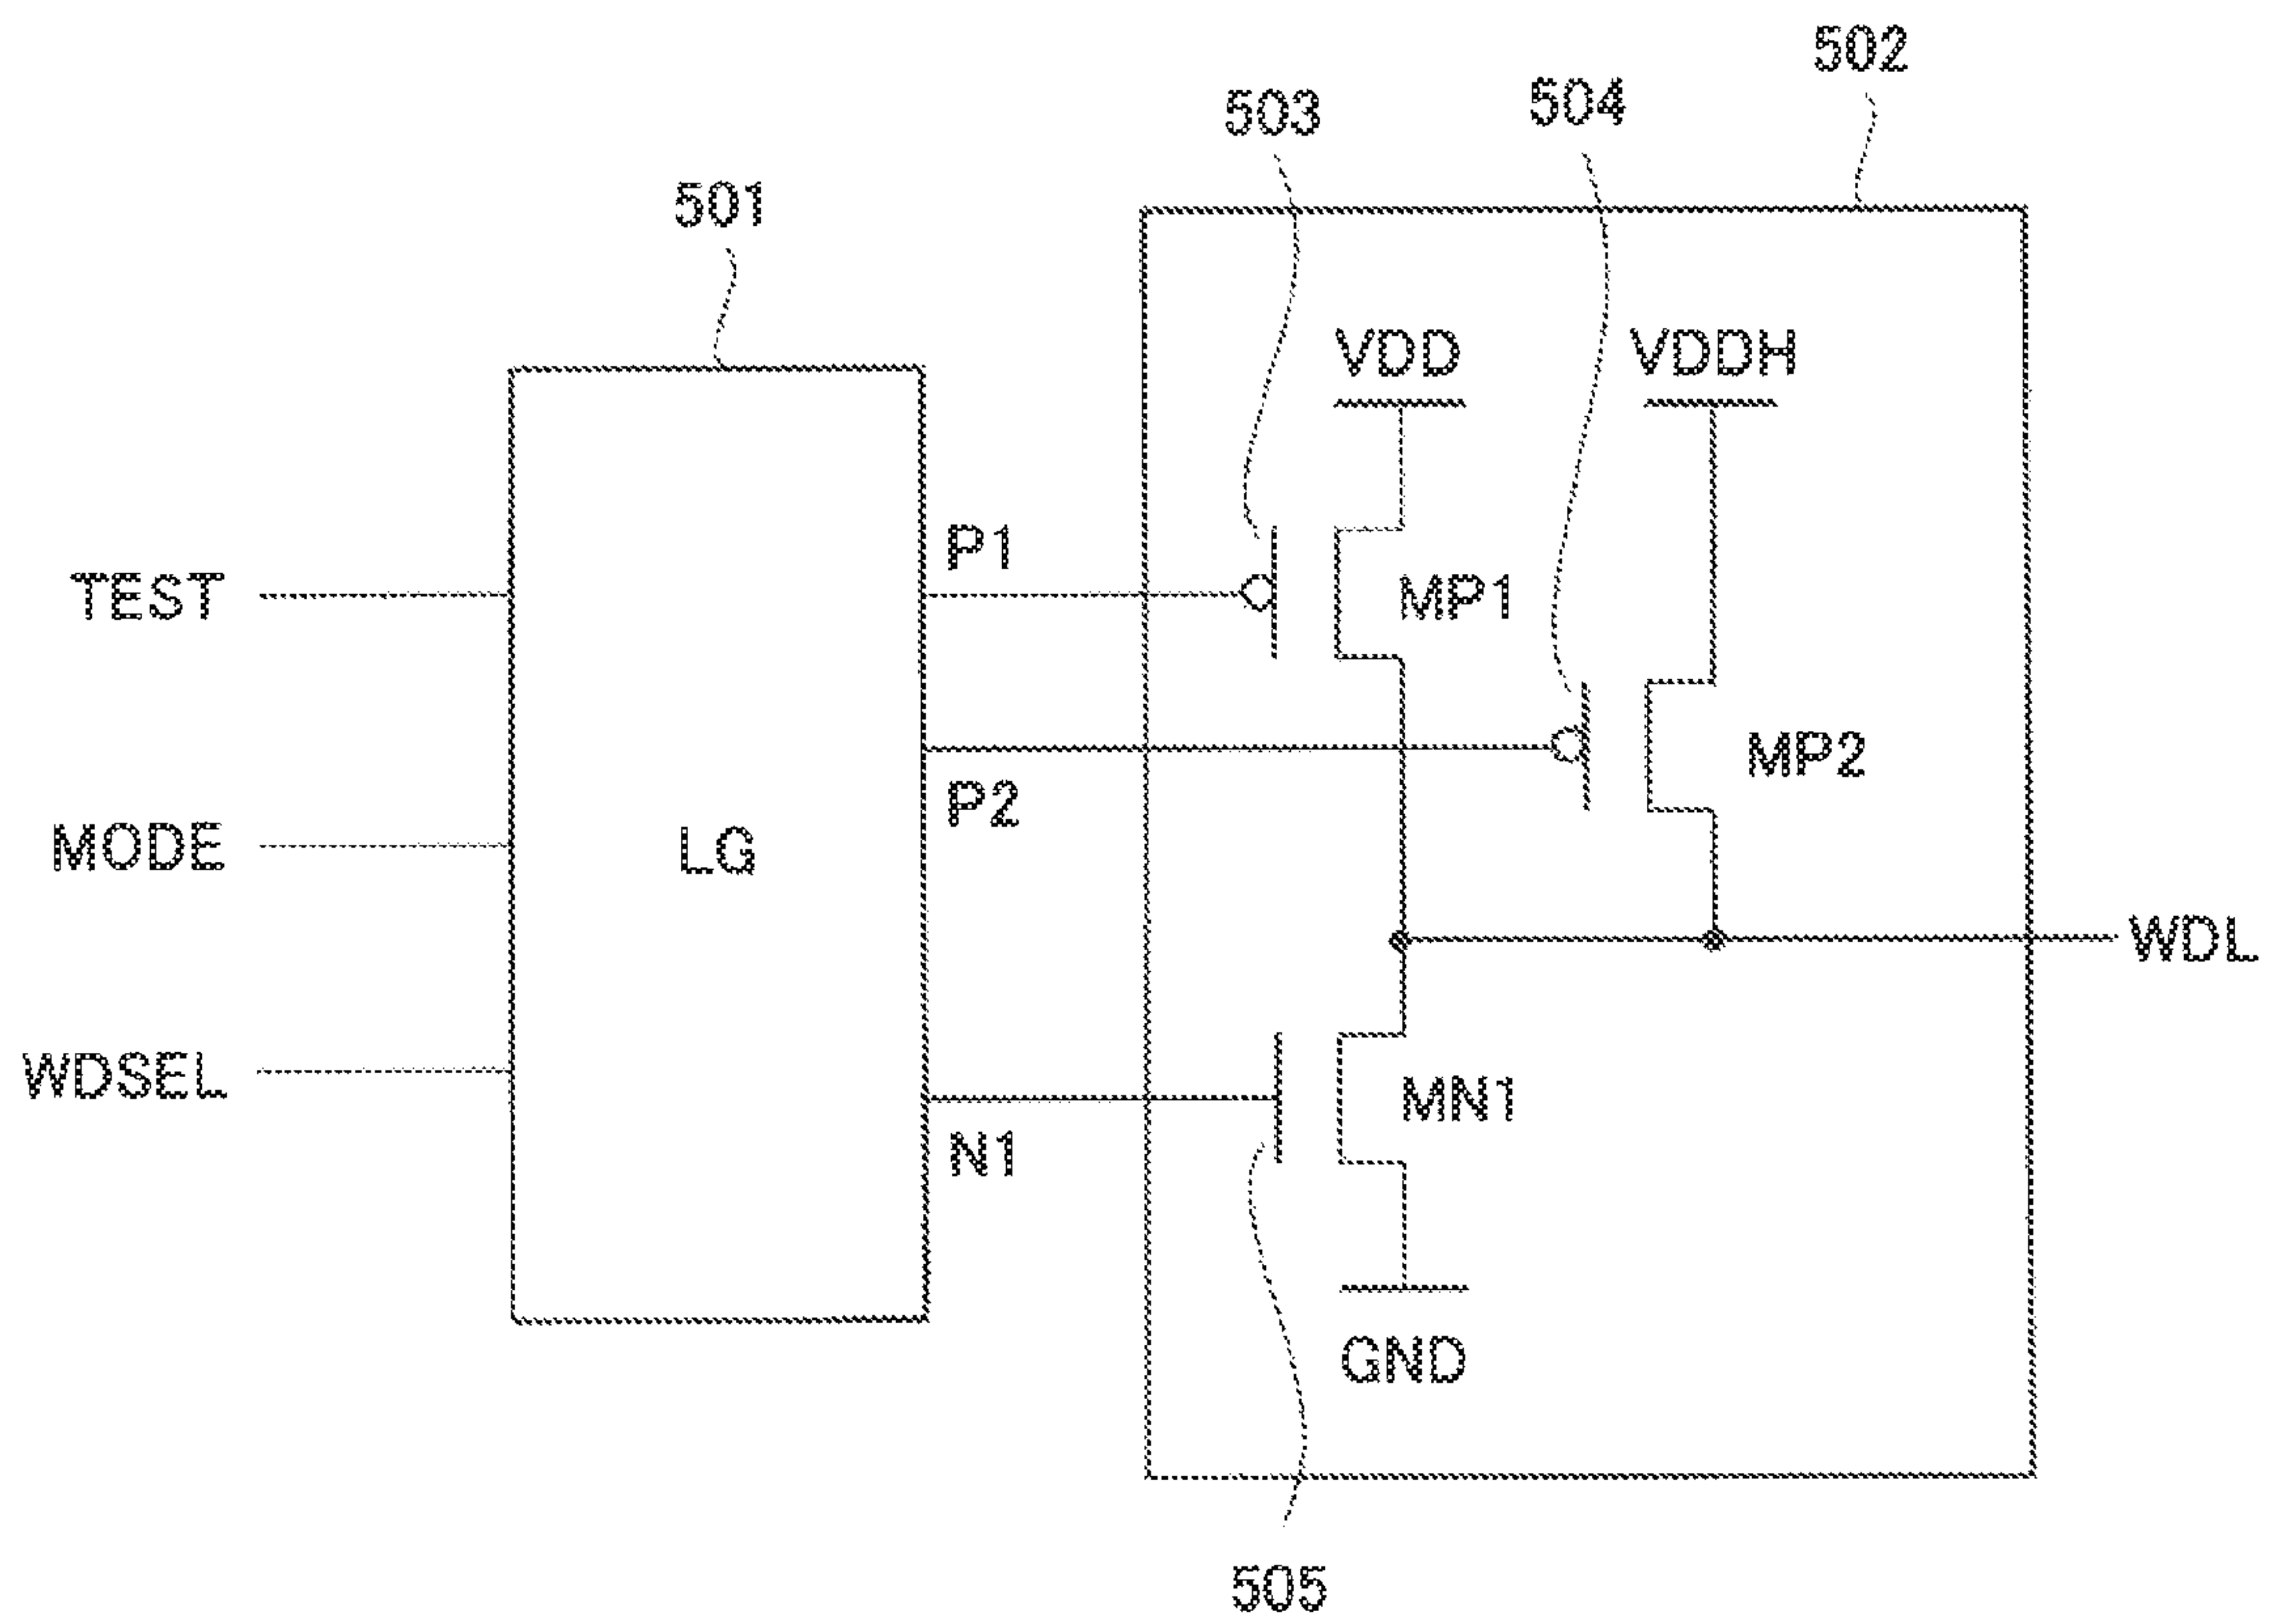 502
504
503
501
VDD
VDDH
P1
TEST
MP1
MP2
P2
MODE
LG
WDL
WDSEL
MN1
N1
GND
505